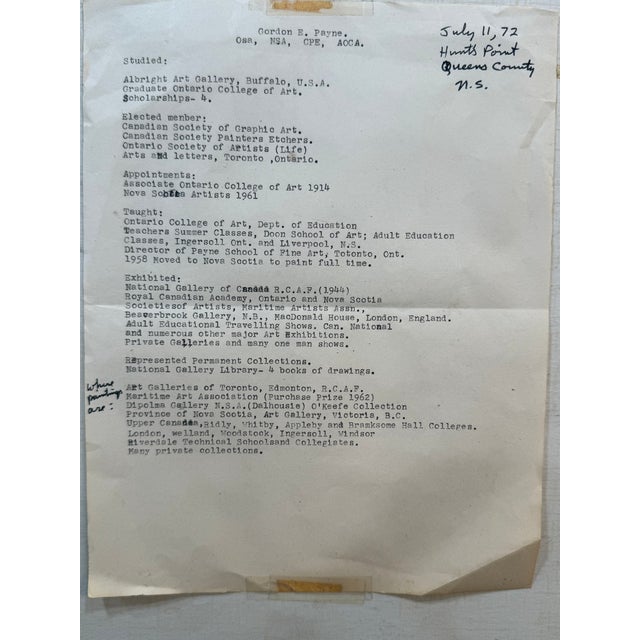 Gordon E. Payne.
Osa, NSA, CPE, AOCA.
July 11, 72
Hunts Point
Queens County
N.S.
Studied:
Albright Art Gallery, Buffalo, U.S.A.
Graduate Ontario College of Art.
Scholarships- 4.
Elected member:
Canadian Society of Graphic Art.
Canadian Society Painters Etchers.
Ontario Society of Artists (Life)
Arts and letters, Toronto ,Ontario.
Appointments:
Associate Ontario College of Art 1914
Nova Scotia Artists 1961
Taught:
Ontario College of Art, Dept. of Education
Teachers Summer Classes, Doon School of Art; Adult Education
Classes, Ingersoll Ont. and Liverpool, N.S.
Director of Payne School of Fine Art, Totonto, Ont.
1958 Moved to Nova Scotia to paint full time.
Exhibited:
National Gallery of Canada R.C.A.F.(1944)
Royal Canadian Academy, Ontario and Nova Scotia
Societiesof Artists, Maritime Artists Assn.,
Beaverbrook Gallery, N.B., MacDonald House, London, England.
Adult Educational Travelling Shows. Can. National
and numerous other major Art Exhibitions.
Private Galleries and many one man shows.
Represented Permanent Collections.
National Gallery Library- 4 books of drawings.
Where
paintings
are:
Art Galleries of Toronto, Edmonton, R.C.A.F.
Maritime Art Association (Purchase Prize 1962)
Dipolma Gallery N.S.A.(Dalhousie) O'Keefe Collection
Province of Nova Scotia, Art Gallery, Victoria, B.C.
Upper Canada,Ridly, Whitby, Appleby and Bramksome Hall Colleges.
London, welland, Woodstock, Ingersoll, Windsor
Riverdale Technical Schoolsand Collegiates.
Many private collections.